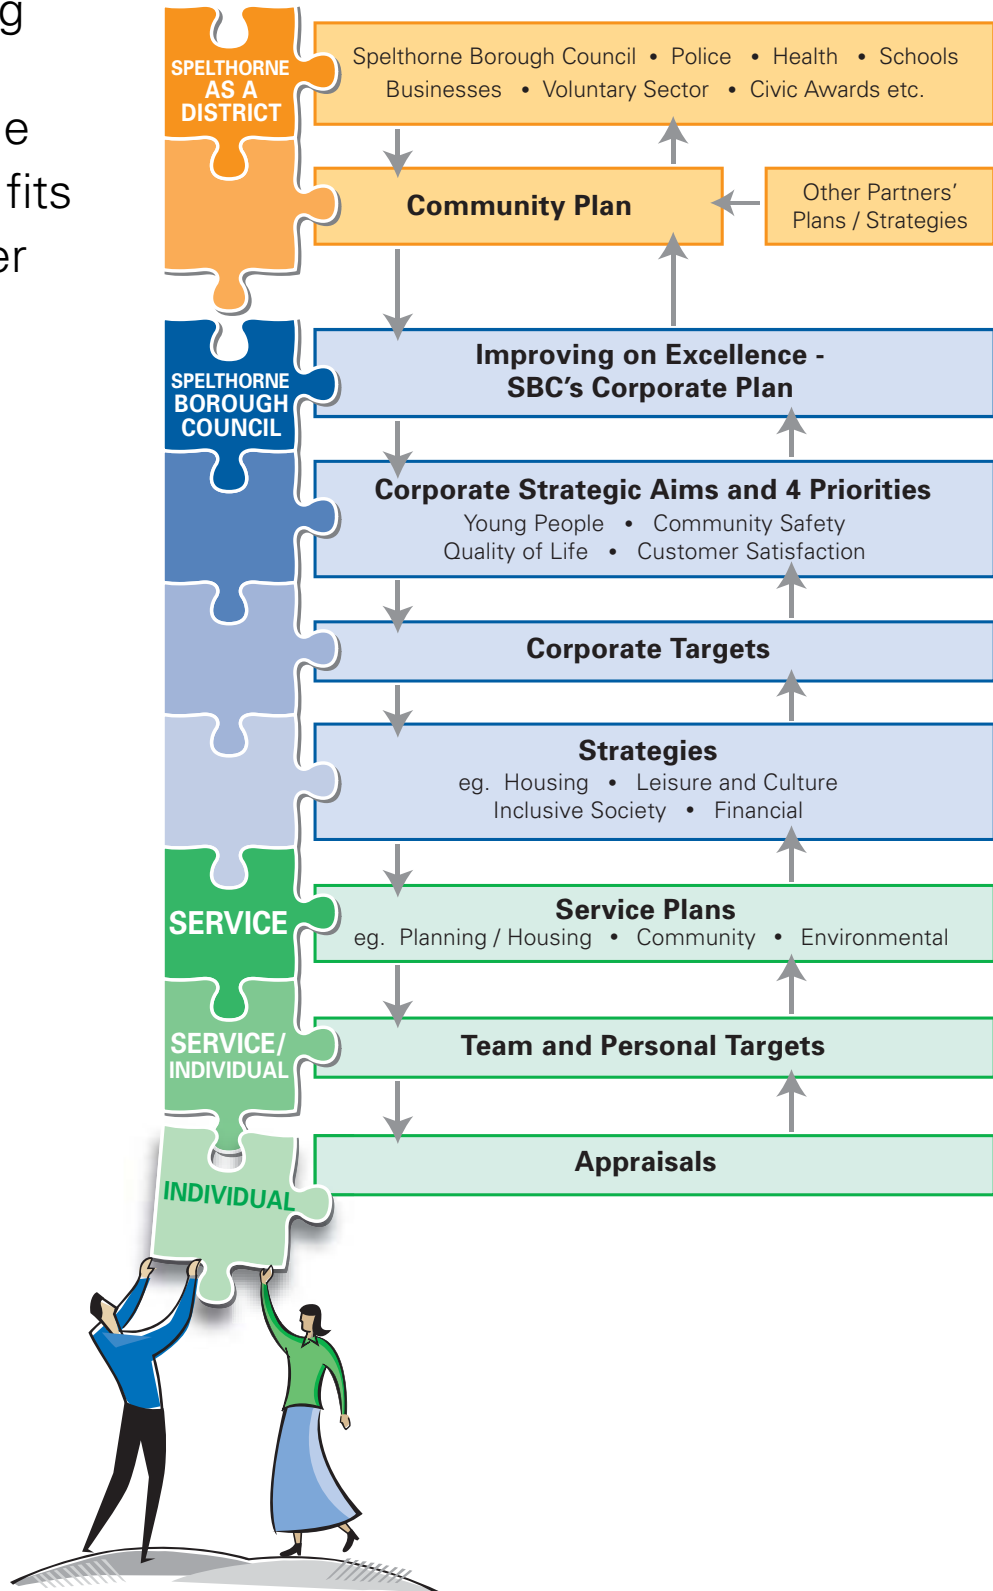 g
e
fits
er
SPELTHORNE
AS A
DISTRICT
Spelthorne Borough Council • Police • Health • Schools
Businesses • Voluntary Sector • Civic Awards etc.
Community Plan
Other Partners'
Plans / Strategies
SPELTHORNE
BOROUGH
COUNCIL
Improving on Excellence -
SBC's Corporate Plan
Corporate Strategic Aims and 4 Priorities
Young People • Community Safety
Quality of Life • Customer Satisfaction
Corporate Targets
Strategies
eg. Housing • Leisure and Culture
Inclusive Society • Financial
SERVICE
Service Plans
eg. Planning / Housing • Community • Environmental
SERVICE/
INDIVIDUAL
Team and Personal Targets
INDIVIDUAL
Appraisals